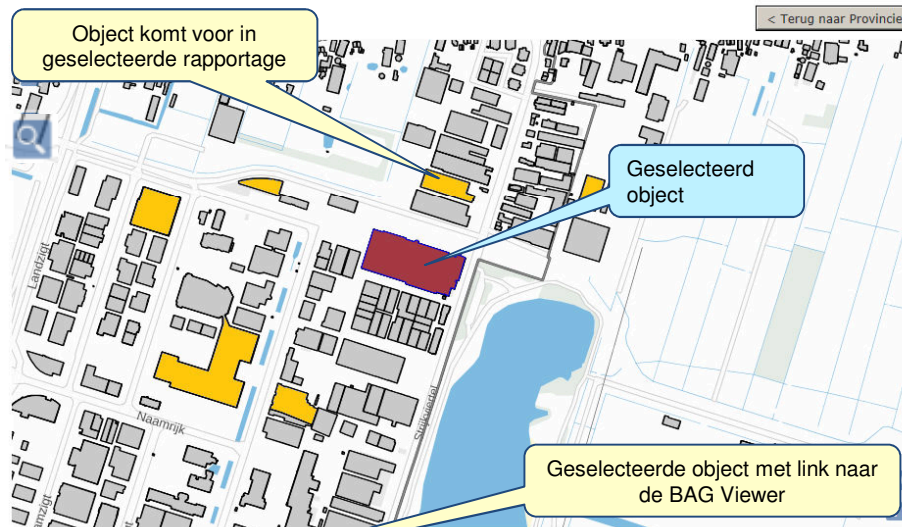 < Terug naar Provincie
Object komt voor in
geselecteerde rapportage
Geselecteerd
object
Landzigt
Naamrijk
Strijkviertel
Geselecteerde object met link naar
de BAG Viewer